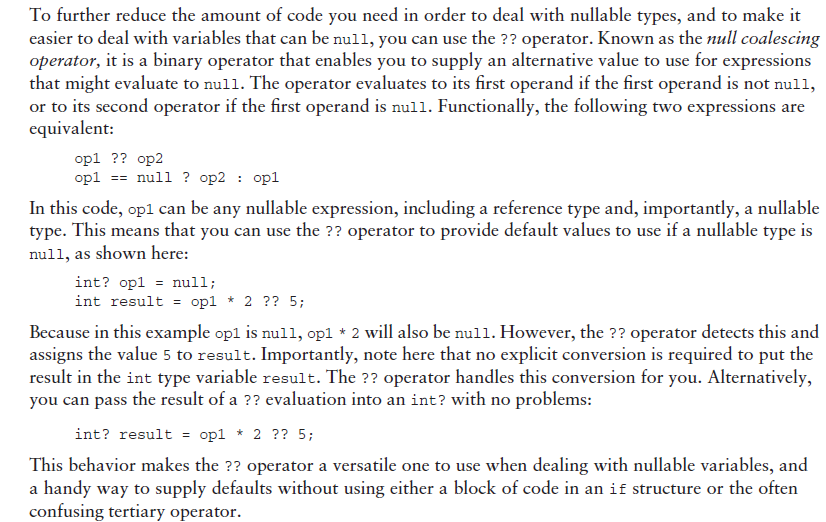 To further reduce the amount of code you need in order to deal with nullable types, and to make it
easier to deal with variables that can be null, you can use the ?? operator. Known as the null coalescing
operator, it is a binary operator that enables you to supply an alternative value to use for expressions
that might evaluate to null. The operator evaluates to its first operand if the first operand is not null,
or to its second operator if the first operand is null. Functionally, the following two expressions are
equivalent:
op1 ?? op2
op1 == null ? op2 : op1
In this code, op1 can be any nullable expression, including a reference type and, importantly, a nullable
type. This means that you can use the ?? operator to provide default values to use if a nullable type is
null, as shown here:
int? op1 = null;
int result = op1 * 2 ?? 5;
Because in this example op1 is null, op1 * 2 will also be null. However, the ?? operator detects this and
assigns the value 5 to result. Importantly, note here that no explicit conversion is required to put the
result in the int type variable result. The ?? operator handles this conversion for you. Alternatively,
you can pass the result of a ?? evaluation into an int? with no problems:
int? result = op1 * 2 ?? 5;
This behavior makes the ?? operator a versatile one to use when dealing with nullable variables, and
a handy way to supply defaults without using either a block of code in an if structure or the often
confusing tertiary operator.